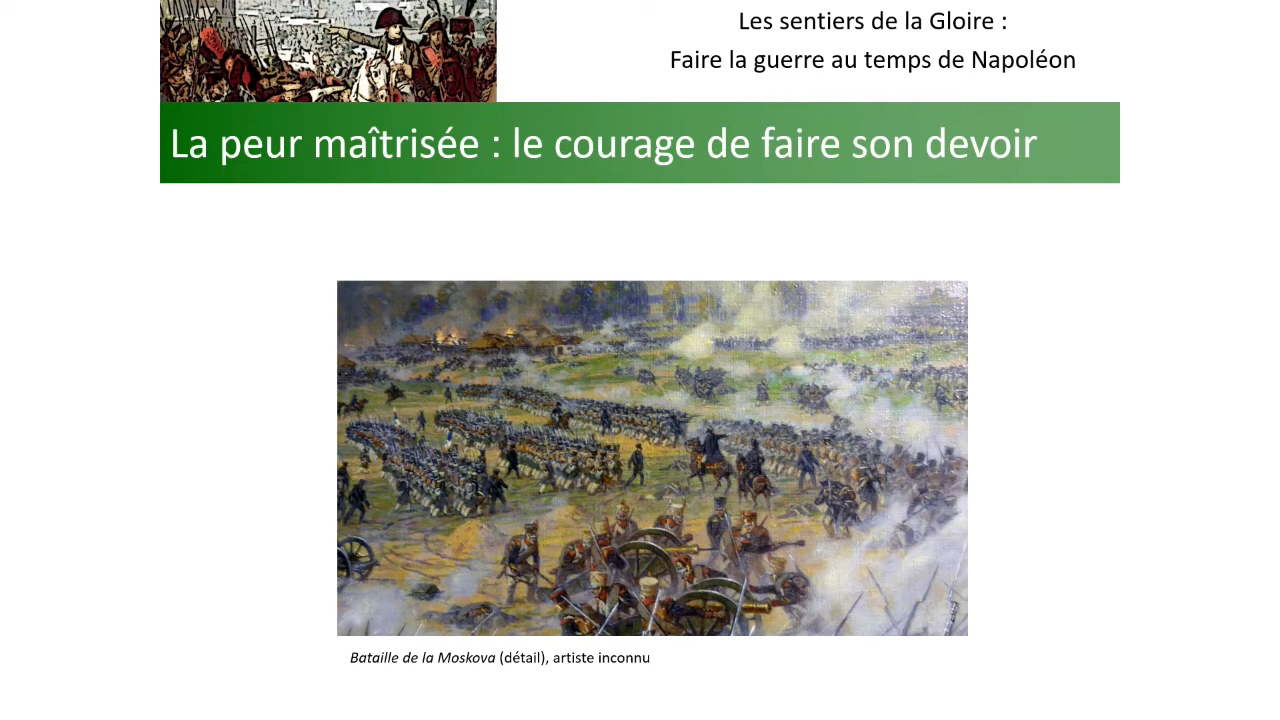 Les sentiers de la Gloire :
Faire la guerre au temps de Napoléon
La peur maîtrisée : le courage de faire son devoir
Bataille de la Moskova (détail), artiste inconnu